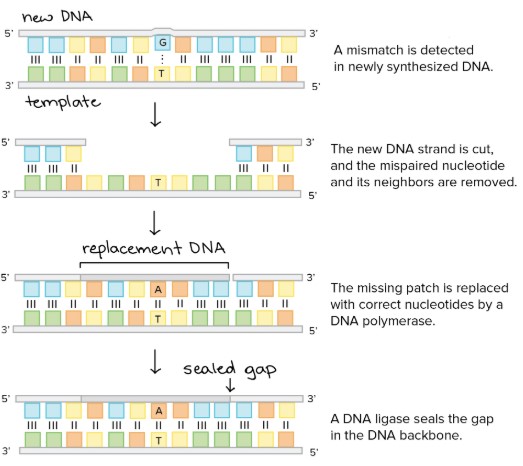 new DNA
5' 3'
G
T
3' 5'
template
A mismatch is detected
in newly synthesized DNA.
5' 3'
T
3' 5'
The new DNA strand is cut,
and the mispaired nucleotide
and its neighbors are removed.
replacement DNA
5' 3'
A
T
3' 5'
The missing patch is replaced
with correct nucleotides by a
DNA polymerase.
sealed gap
5' 3'
A
T
3' 5'
A DNA ligase seals the gap
in the DNA backbone.